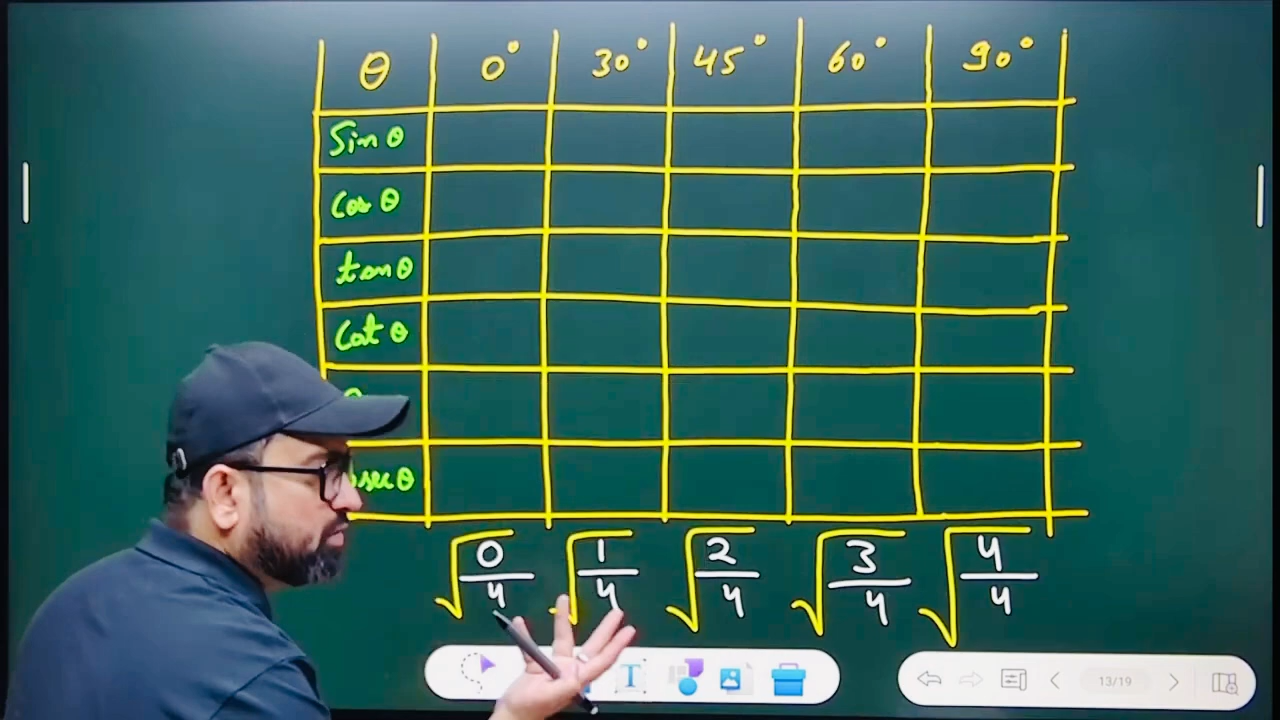 θ 0° 30° 45° 60° 90°
Sin θ
Cos θ
tan θ
Cot θ
sec θ
√0/4 √1/4 √2/4 √3/4 √4/4
T
13/19